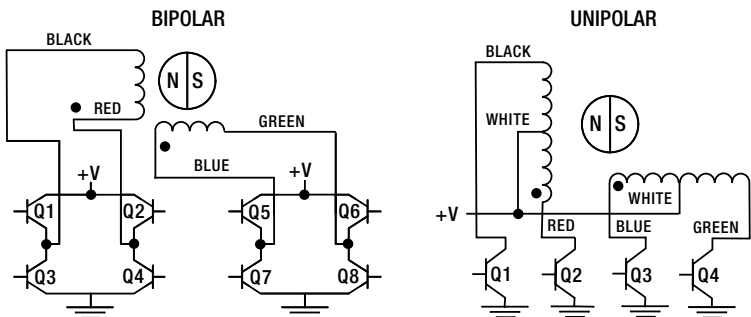 BIPOLAR
BLACK
N S
RED
GREEN
BLUE
+V
+V
Q1
Q2
Q5
Q6
Q3
Q4
Q7
Q8
UNIPOLAR
BLACK
WHITE
N S
WHITE
+V
RED
BLUE
GREEN
Q1
Q2
Q3
Q4